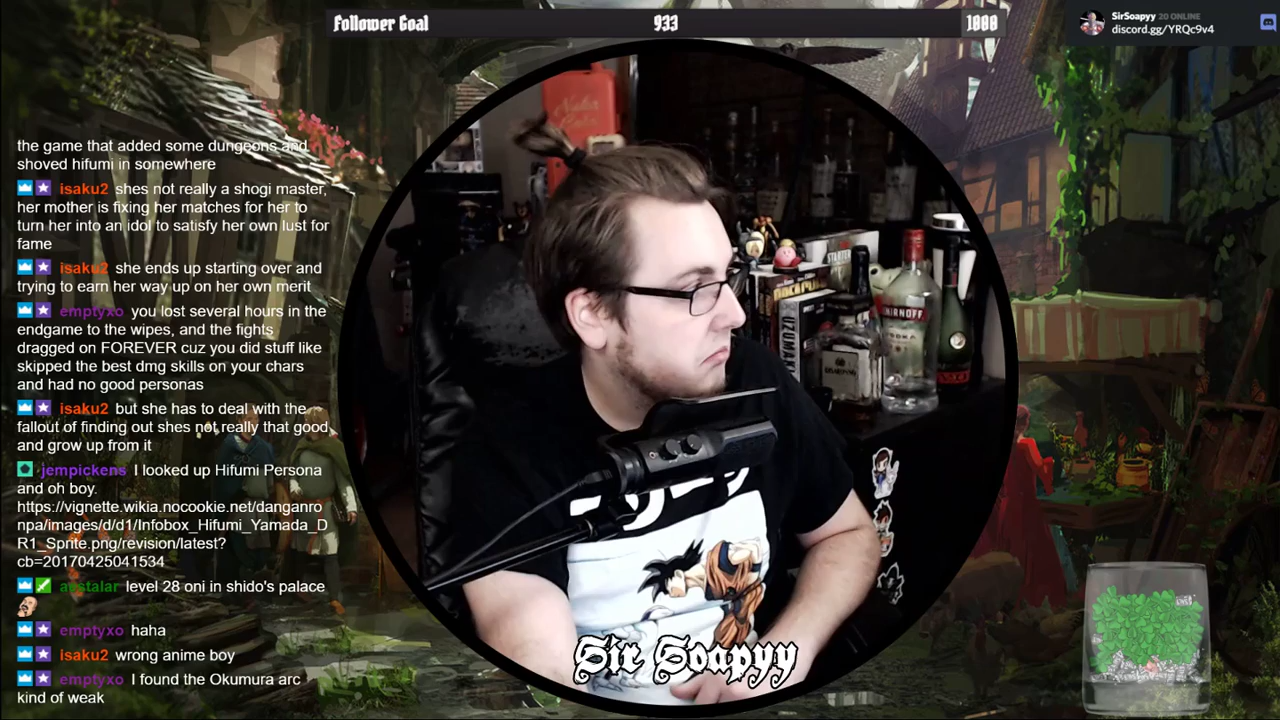 Follower Goal
933
1000
SirSoapyy 20 ONLINE
discord.gg/YRQc9v4
the game that added some dungeons and
shoved hifumi in somewhere
isaku2 shes not really a shogi master,
her mother is fixing her matches for her to
turn her into an idol to satisfy her own lust for
fame
isaku2 she ends up starting over and
trying to earn her way up on her own merit
emptyxo you lost several hours in the
endgame to the wipes, and the fights
dragged on FOREVER cuz you did stuff like
skipped the best dmg skills on your chars
and had no good personas
isaku2 but she has to deal with the
fallout of finding out shes not really that good
and grow up from it
jempickens I looked up Hifumi Persona
and oh boy.
https://vignette.wikia.nocookie.net/danganro
npa/images/d/d1/Infobox_Hifumi_Yamada_D
R1_Sprite.png/revision/latest?
cb=20170425041534
aestalar level 28 oni in shido's palace
emptyxo haha
isaku2 wrong anime boy
emptyxo I found the Okumura arc
kind of weak
Nuka
Cola
STARTER
UZUMAKI
SMIRNOFF
VODKA
DISARONNO
Sir Soapyy